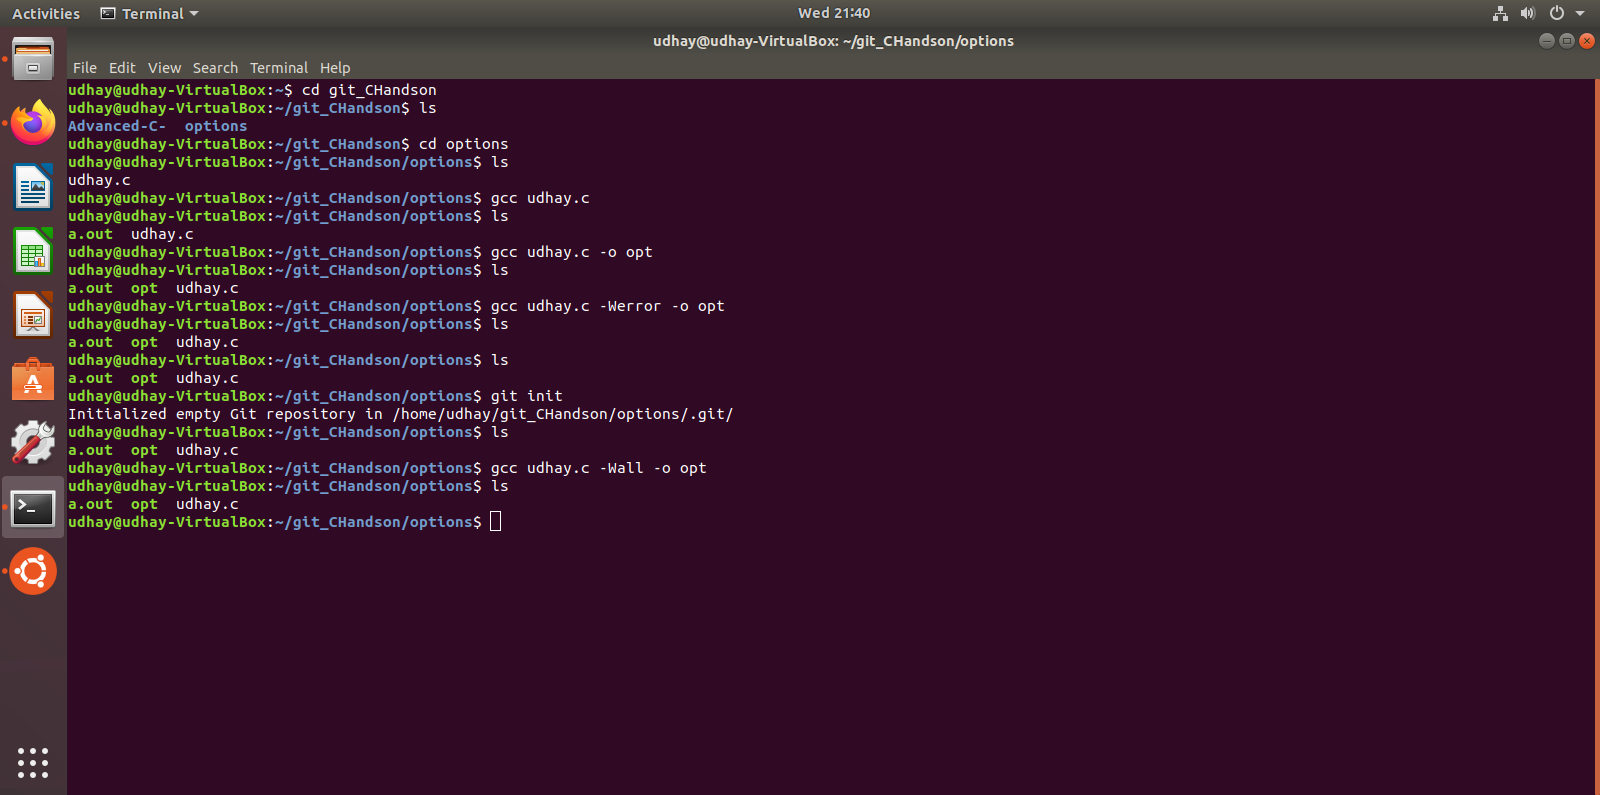 Activities Terminal Wed 21:40
udhay@udhay-VirtualBox: ~/git_CHandson/options
File Edit View Search Terminal Help
udhay@udhay-VirtualBox:~$ cd git_CHandson
udhay@udhay-VirtualBox:~/git_CHandson$ ls
Advanced-C-  options
udhay@udhay-VirtualBox:~/git_CHandson$ cd options
udhay@udhay-VirtualBox:~/git_CHandson/options$ ls
udhay.c
udhay@udhay-VirtualBox:~/git_CHandson/options$ gcc udhay.c
udhay@udhay-VirtualBox:~/git_CHandson/options$ ls
a.out  udhay.c
udhay@udhay-VirtualBox:~/git_CHandson/options$ gcc udhay.c -o opt
udhay@udhay-VirtualBox:~/git_CHandson/options$ ls
a.out  opt  udhay.c
udhay@udhay-VirtualBox:~/git_CHandson/options$ gcc udhay.c -Werror -o opt
udhay@udhay-VirtualBox:~/git_CHandson/options$ ls
a.out  opt  udhay.c
udhay@udhay-VirtualBox:~/git_CHandson/options$ ls
a.out  opt  udhay.c
udhay@udhay-VirtualBox:~/git_CHandson/options$ git init
Initialized empty Git repository in /home/udhay/git_CHandson/options/.git/
udhay@udhay-VirtualBox:~/git_CHandson/options$ ls
a.out  opt  udhay.c
udhay@udhay-VirtualBox:~/git_CHandson/options$ gcc udhay.c -Wall -o opt
udhay@udhay-VirtualBox:~/git_CHandson/options$ ls
a.out  opt  udhay.c
udhay@udhay-VirtualBox:~/git_CHandson/options$